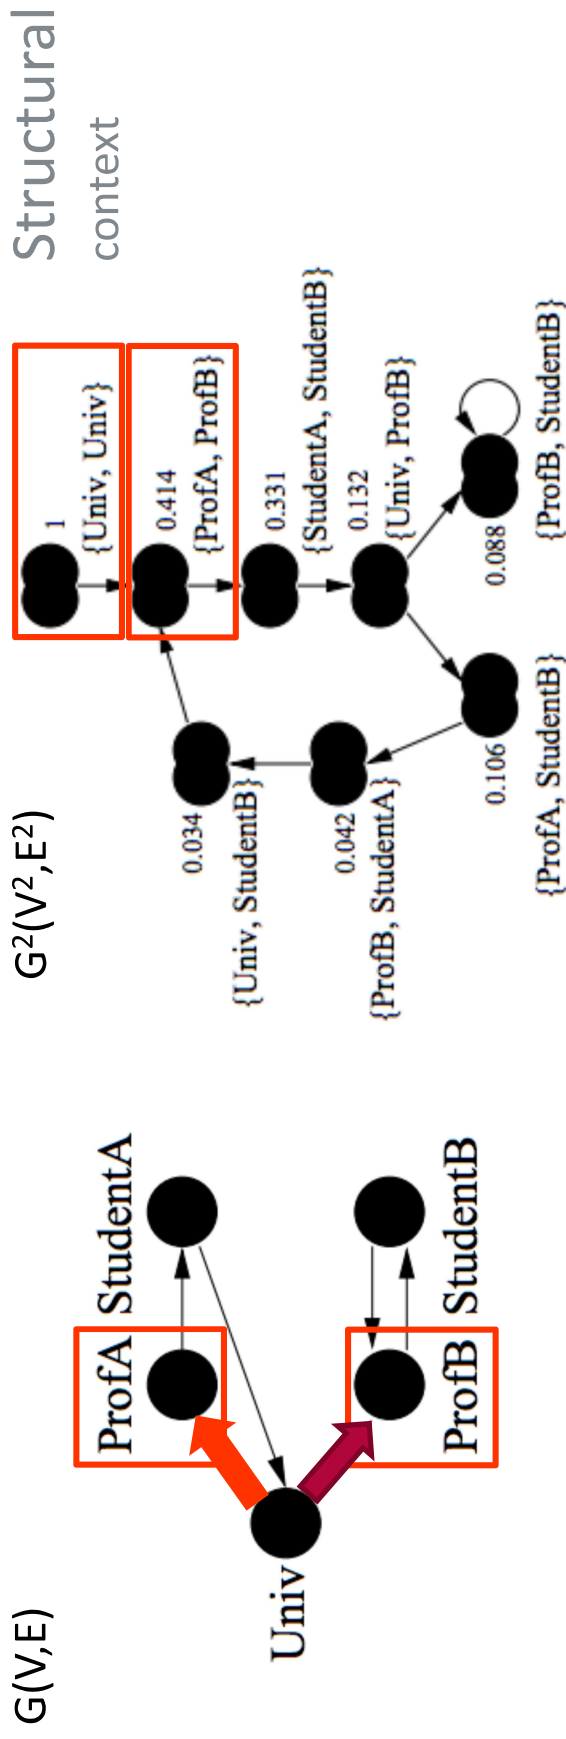 Structural
context
G(V,E)
G²(V²,E²)
ProfA StudentA
Univ
ProfB StudentB
1
{Univ, Univ}
0.414
{ProfA, ProfB}
0.331
{StudentA, StudentB}
0.132
{Univ, ProfB}
0.088
{ProfB, StudentB}
0.106
{ProfA, StudentB}
0.042
{ProfB, StudentA}
0.034
{Univ, StudentB}